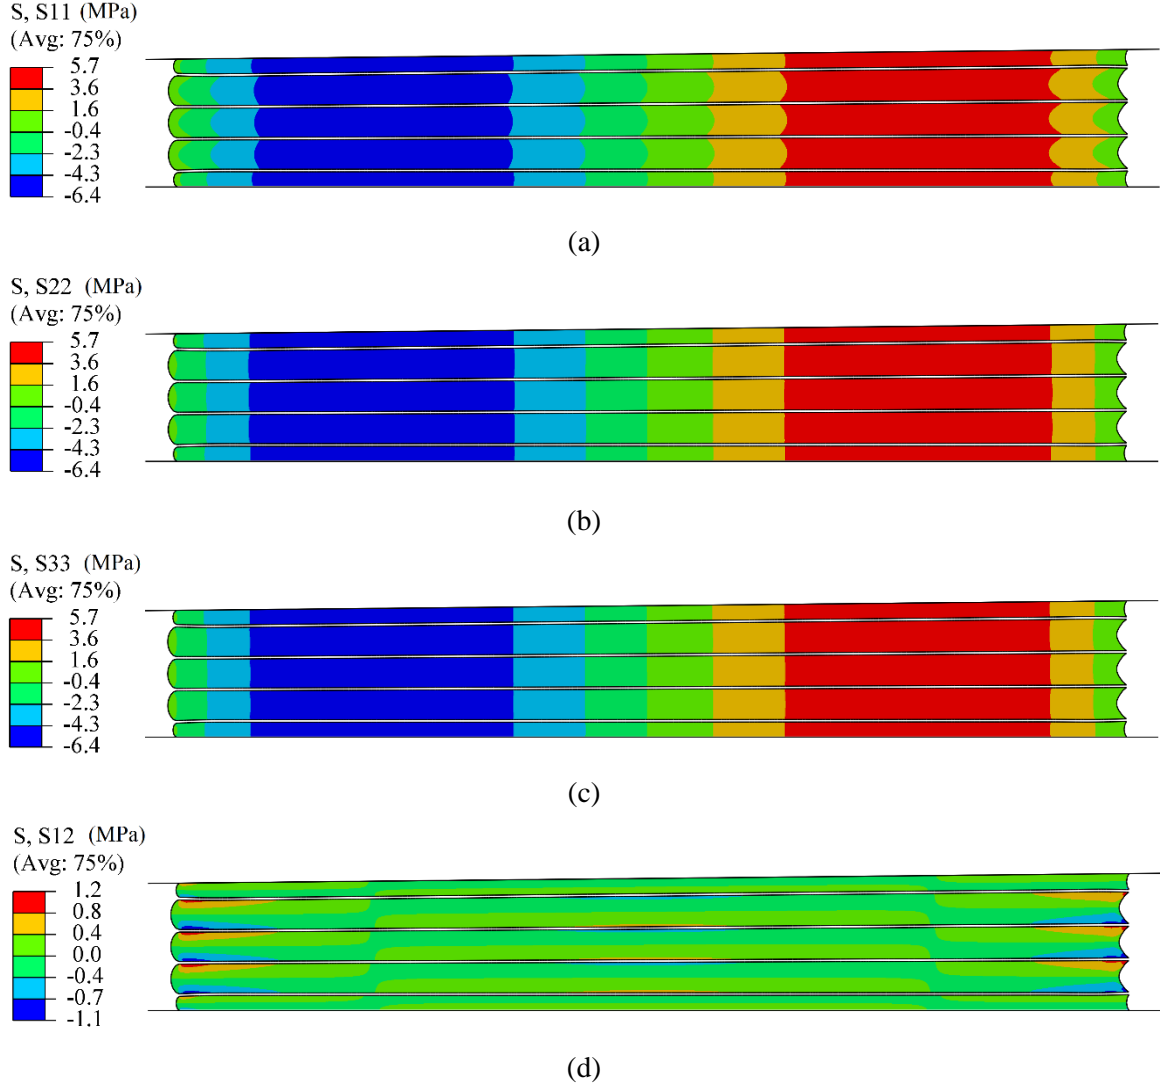 S, S11 (MPa)
(Avg: 75%)
5.7
3.6
1.6
-0.4
-2.3
-4.3
-6.4
(a)
S, S22 (MPa)
(Avg: 75%)
5.7
3.6
1.6
-0.4
-2.3
-4.3
-6.4
(b)
S, S33 (MPa)
(Avg: 75%)
5.7
3.6
1.6
-0.4
-2.3
-4.3
-6.4
(c)
S, S12 (MPa)
(Avg: 75%)
1.2
0.8
0.4
0.0
-0.4
-0.7
-1.1
(d)